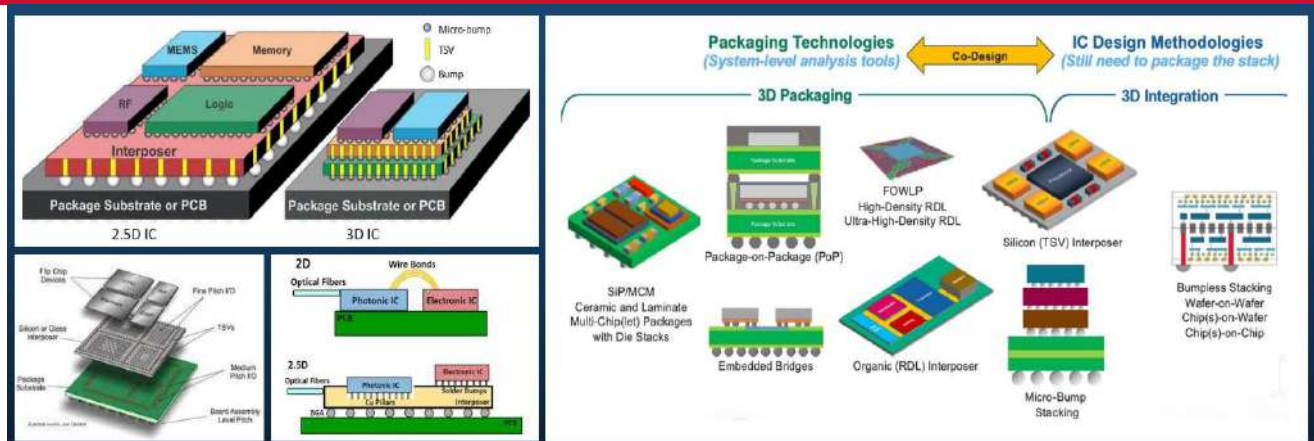 Micro-bump
TSV
Bump
MEMS
Memory
RF
Logic
Interposer
Package Substrate or PCB
Package Substrate or PCB
2.5D IC
3D IC
Flip Chip
Devices
Fine Pitch I/O
Silicon or Glass
Interposer
TSVs
Package
Substrate
Medium
Pitch I/O
Board Assembly
Level Pitch
2D
Wire Bonds
Optical Fibers
Photonic IC
Electronic IC
PCB
2.5D
Optical Fibers
Photonic IC
Electronic IC
Cu Pillars
Solder Bumps
Interposer
BGA
PCB
Packaging Technologies
(System-level analysis tools)
Co-Design
IC Design Methodologies
(Still need to package the stack)
3D Packaging
3D Integration
SiP/MCM
Ceramic and Laminate
Multi-Chip(let) Packages
with Die Stacks
Package Substrate
Package Substrate
Package-on-Package (PoP)
Embedded Bridges
FOWLP
High-Density RDL
Ultra-High-Density RDL
Organic (RDL) Interposer
Silicon (TSV) Interposer
Micro-Bump
Stacking
Bumpless Stacking
Wafer-on-Wafer
Chip(s)-on-Wafer
Chip(s)-on-Chip